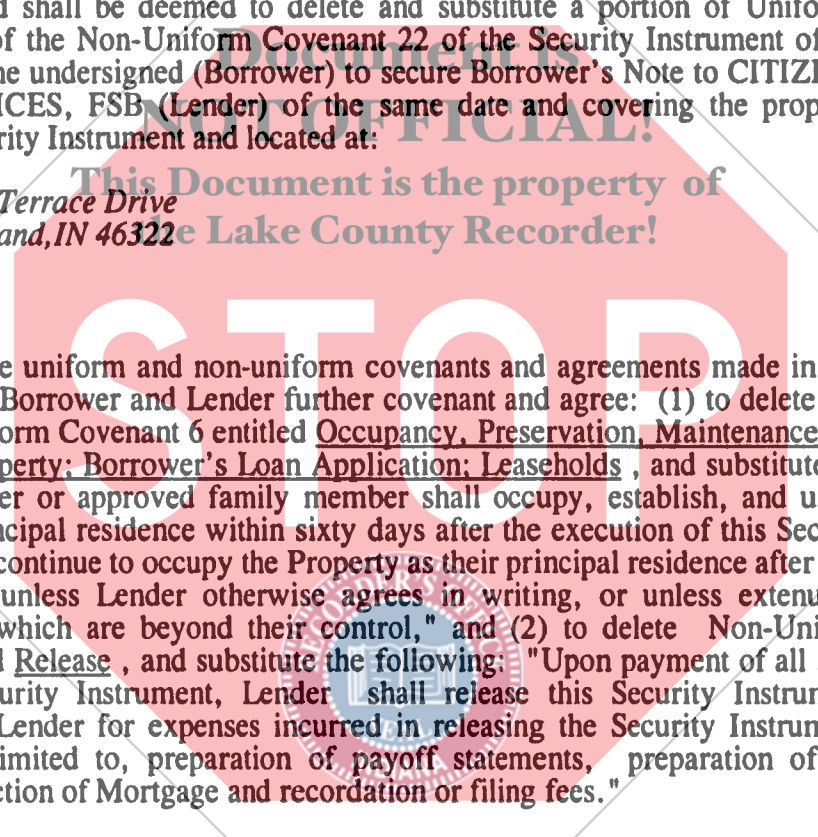 d shall be deemed to delete and substitute a portion of Unifo
of the Non-Uniform Covenant 22 of the Security Instrument of
ne undersigned (Borrower) to secure Borrower's Note to CITIZ
ICES, FSB (Lender) of the same date and covering the prop
rity Instrument and located at:
Document is
NOT OFFICIAL!
This Document is the property of
the Lake County Recorder!
Terrace Drive
and,IN 46322
STOP
e uniform and non-uniform covenants and agreements made in
Borrower and Lender further covenant and agree: (1) to delete
orm Covenant 6 entitled Occupancy, Preservation, Maintenance
perty; Borrower's Loan Application; Leaseholds , and substitut
er or approved family member shall occupy, establish, and u
ncipal residence within sixty days after the execution of this Sec
continue to occupy the Property as their principal residence after
unless Lender otherwise agrees in writing, or unless extenu
which are beyond their control," and (2) to delete Non-Uni
d Release , and substitute the following: "Upon payment of all
curity Instrument, Lender shall release this Security Instrum
Lender for expenses incurred in releasing the Security Instrum
imited to, preparation of payoff statements, preparation of
ction of Mortgage and recordation or filing fees."
RECORDER'S OFFICE
SEAL
INDIANA